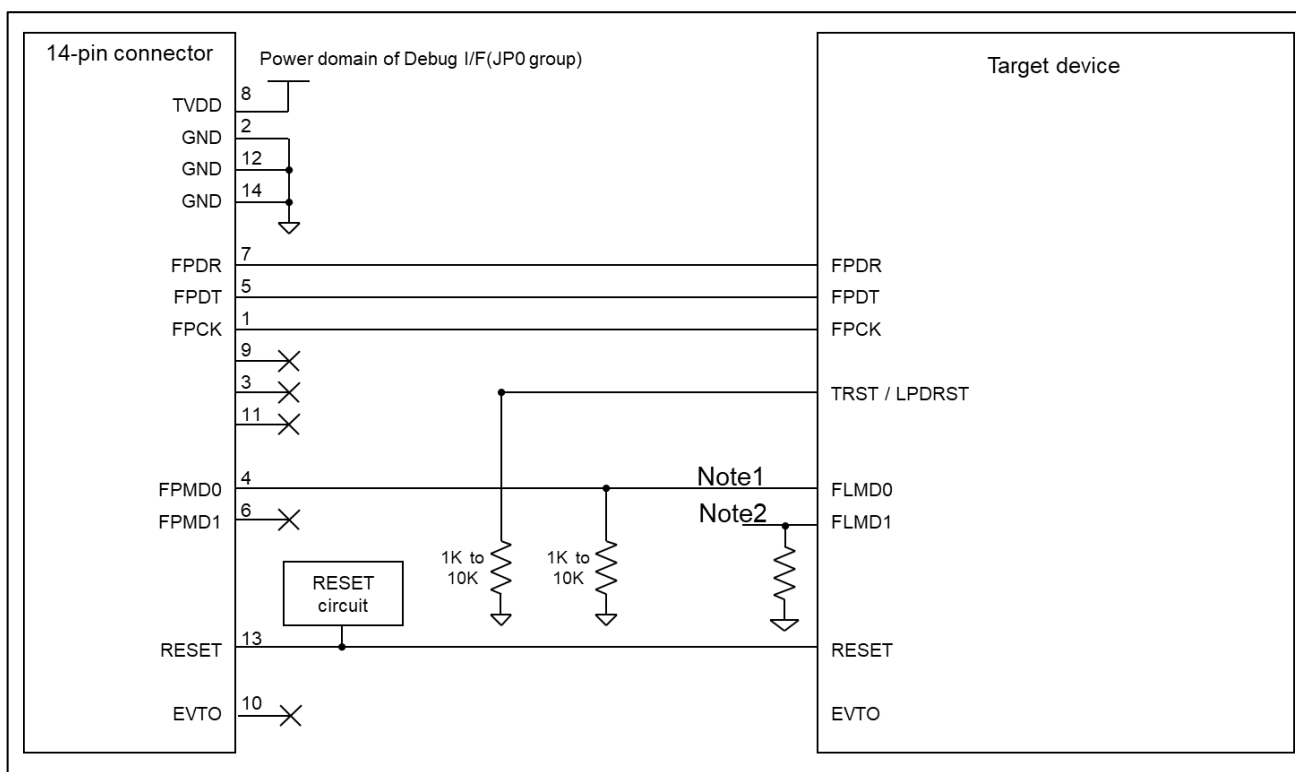 14-pin connector
Power domain of Debug I/F(JP0 group)
Target device
TVDD 8
GND 2
GND 12
GND 14
FPDR 7 FPDR
FPDT 5 FPDT
FPCK 1 FPCK
9
3 TRST / LPDRST
11
FPMD0 4 Note1 FLMD0
FPMD1 6 Note2 FLMD1
1K to
10K
1K to
10K
RESET
circuit
RESET 13 RESET
EVTO 10 EVTO